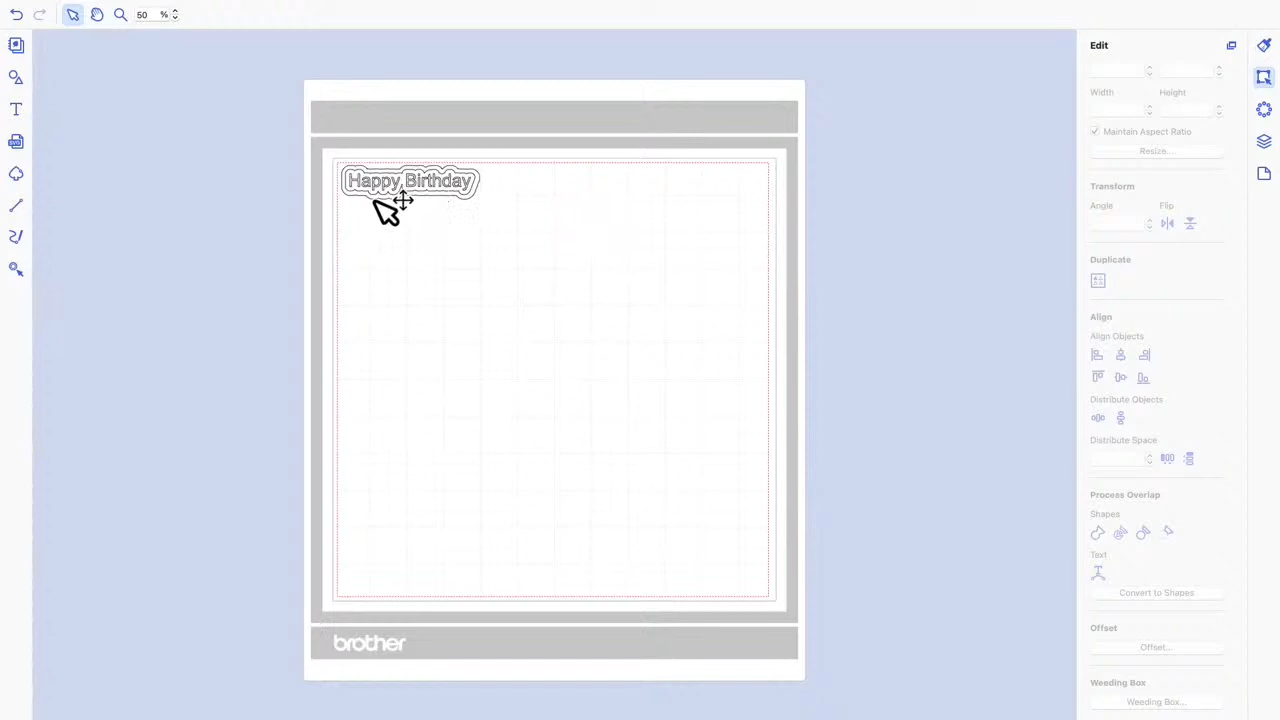 50 %
Edit
Width Height
Maintain Aspect Ratio
Resize...
Transform
Angle Flip
Duplicate
Align
Align Objects
Distribute Objects
Distribute Space
Process Overlap
Shapes
Text
Convert to Shapes
Offset
Offset...
Weeding Box
Weeding Box...
Happy Birthday
brother
T